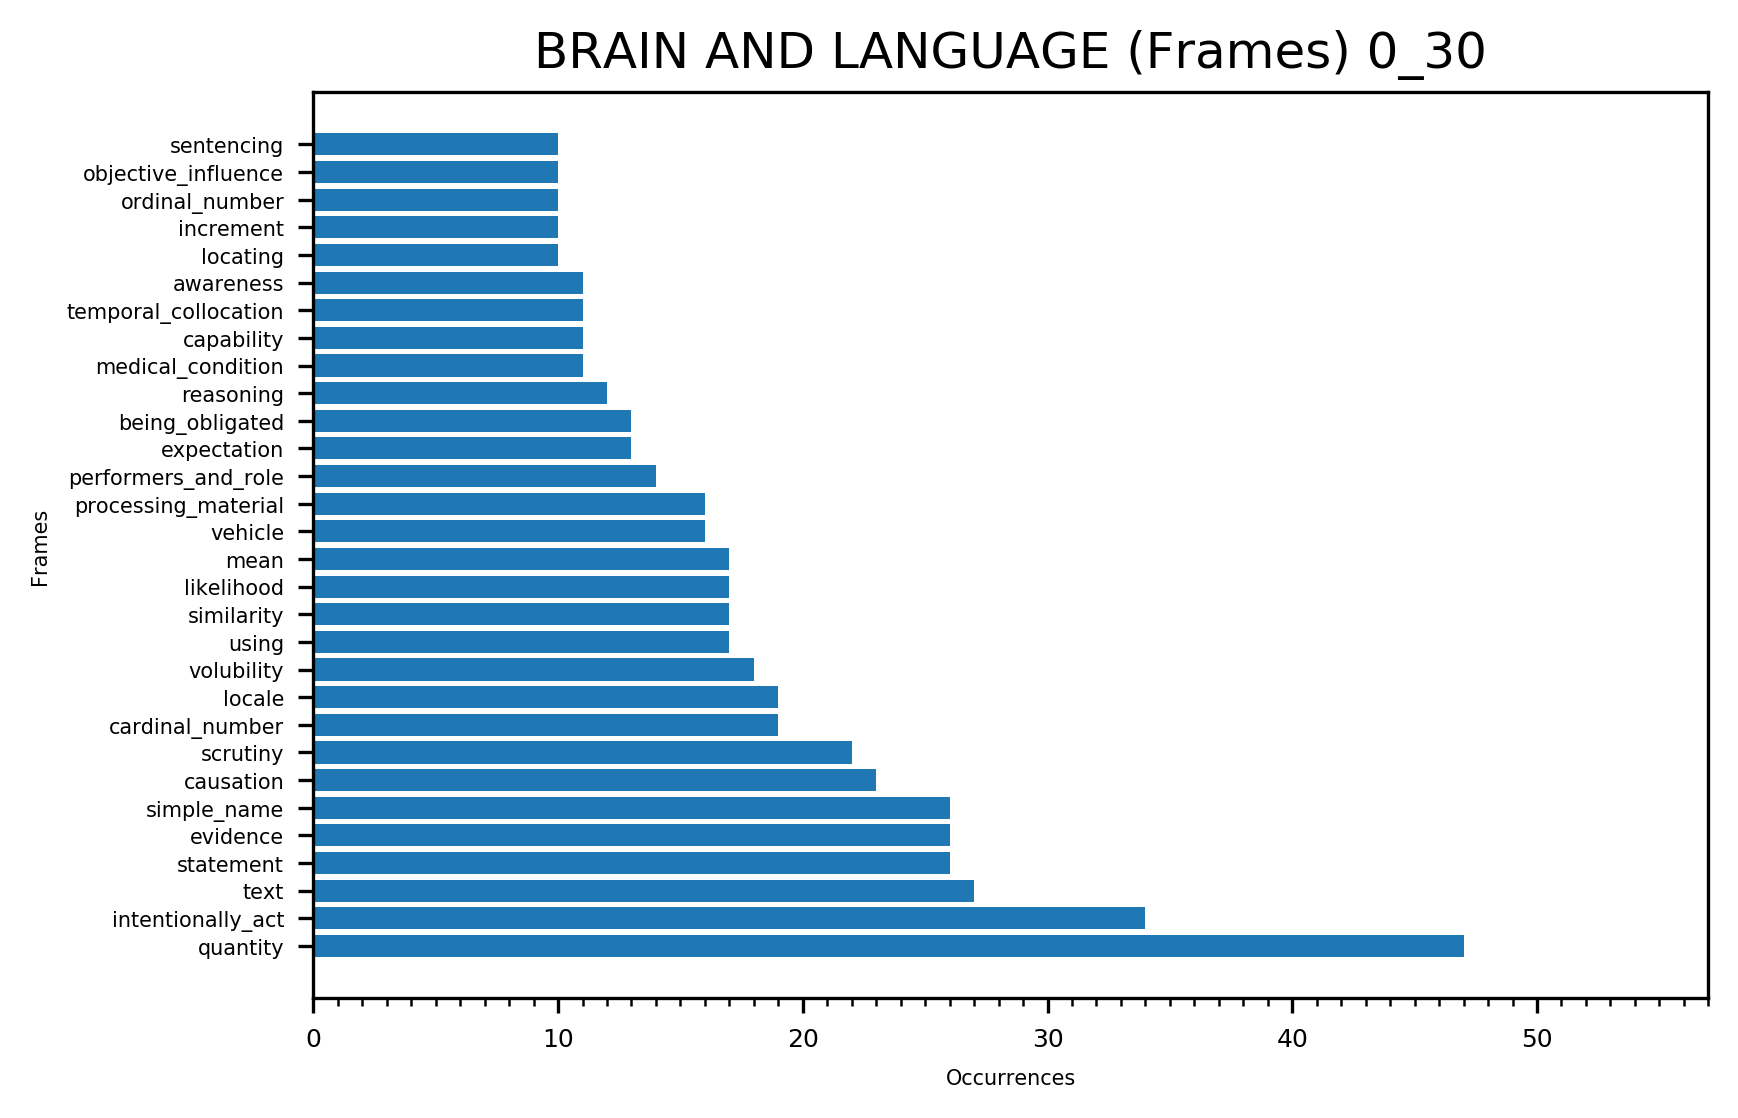 BRAIN AND LANGUAGE (Frames) 0_30
sentencing
objective_influence
ordinal_number
increment
locating
awareness
temporal_collocation
capability
medical_condition
reasoning
being_obligated
expectation
performers_and_role
processing_material
vehicle
mean
likelihood
similarity
using
volubility
locale
cardinal_number
scrutiny
causation
simple_name
evidence
statement
text
intentionally_act
quantity
Frames
0 10 20 30 40 50
Occurrences